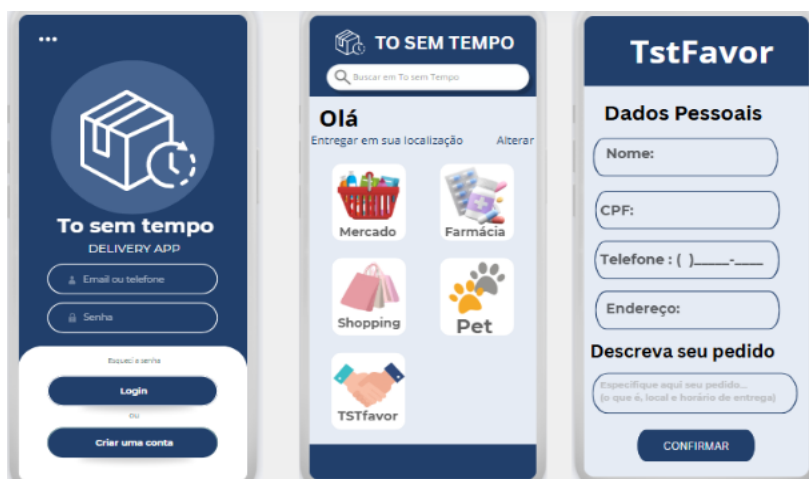 To sem tempo
DELIVERY APP
Email ou telefone
Senha
Esqueci a senha
Login
ou
Criar uma conta
TO SEM TEMPO
Buscar em To sem Tempo
Olá
Entregar em sua localização Alterar
Mercado Farmácia
Shopping Pet
TSTfavor
TstFavor
Dados Pessoais
Nome:
CPF:
Telefone : ( )_____-____
Endereço:
Descreva seu pedido
Especifique aqui seu pedido...
(o que é, local e horário de entrega)
CONFIRMAR